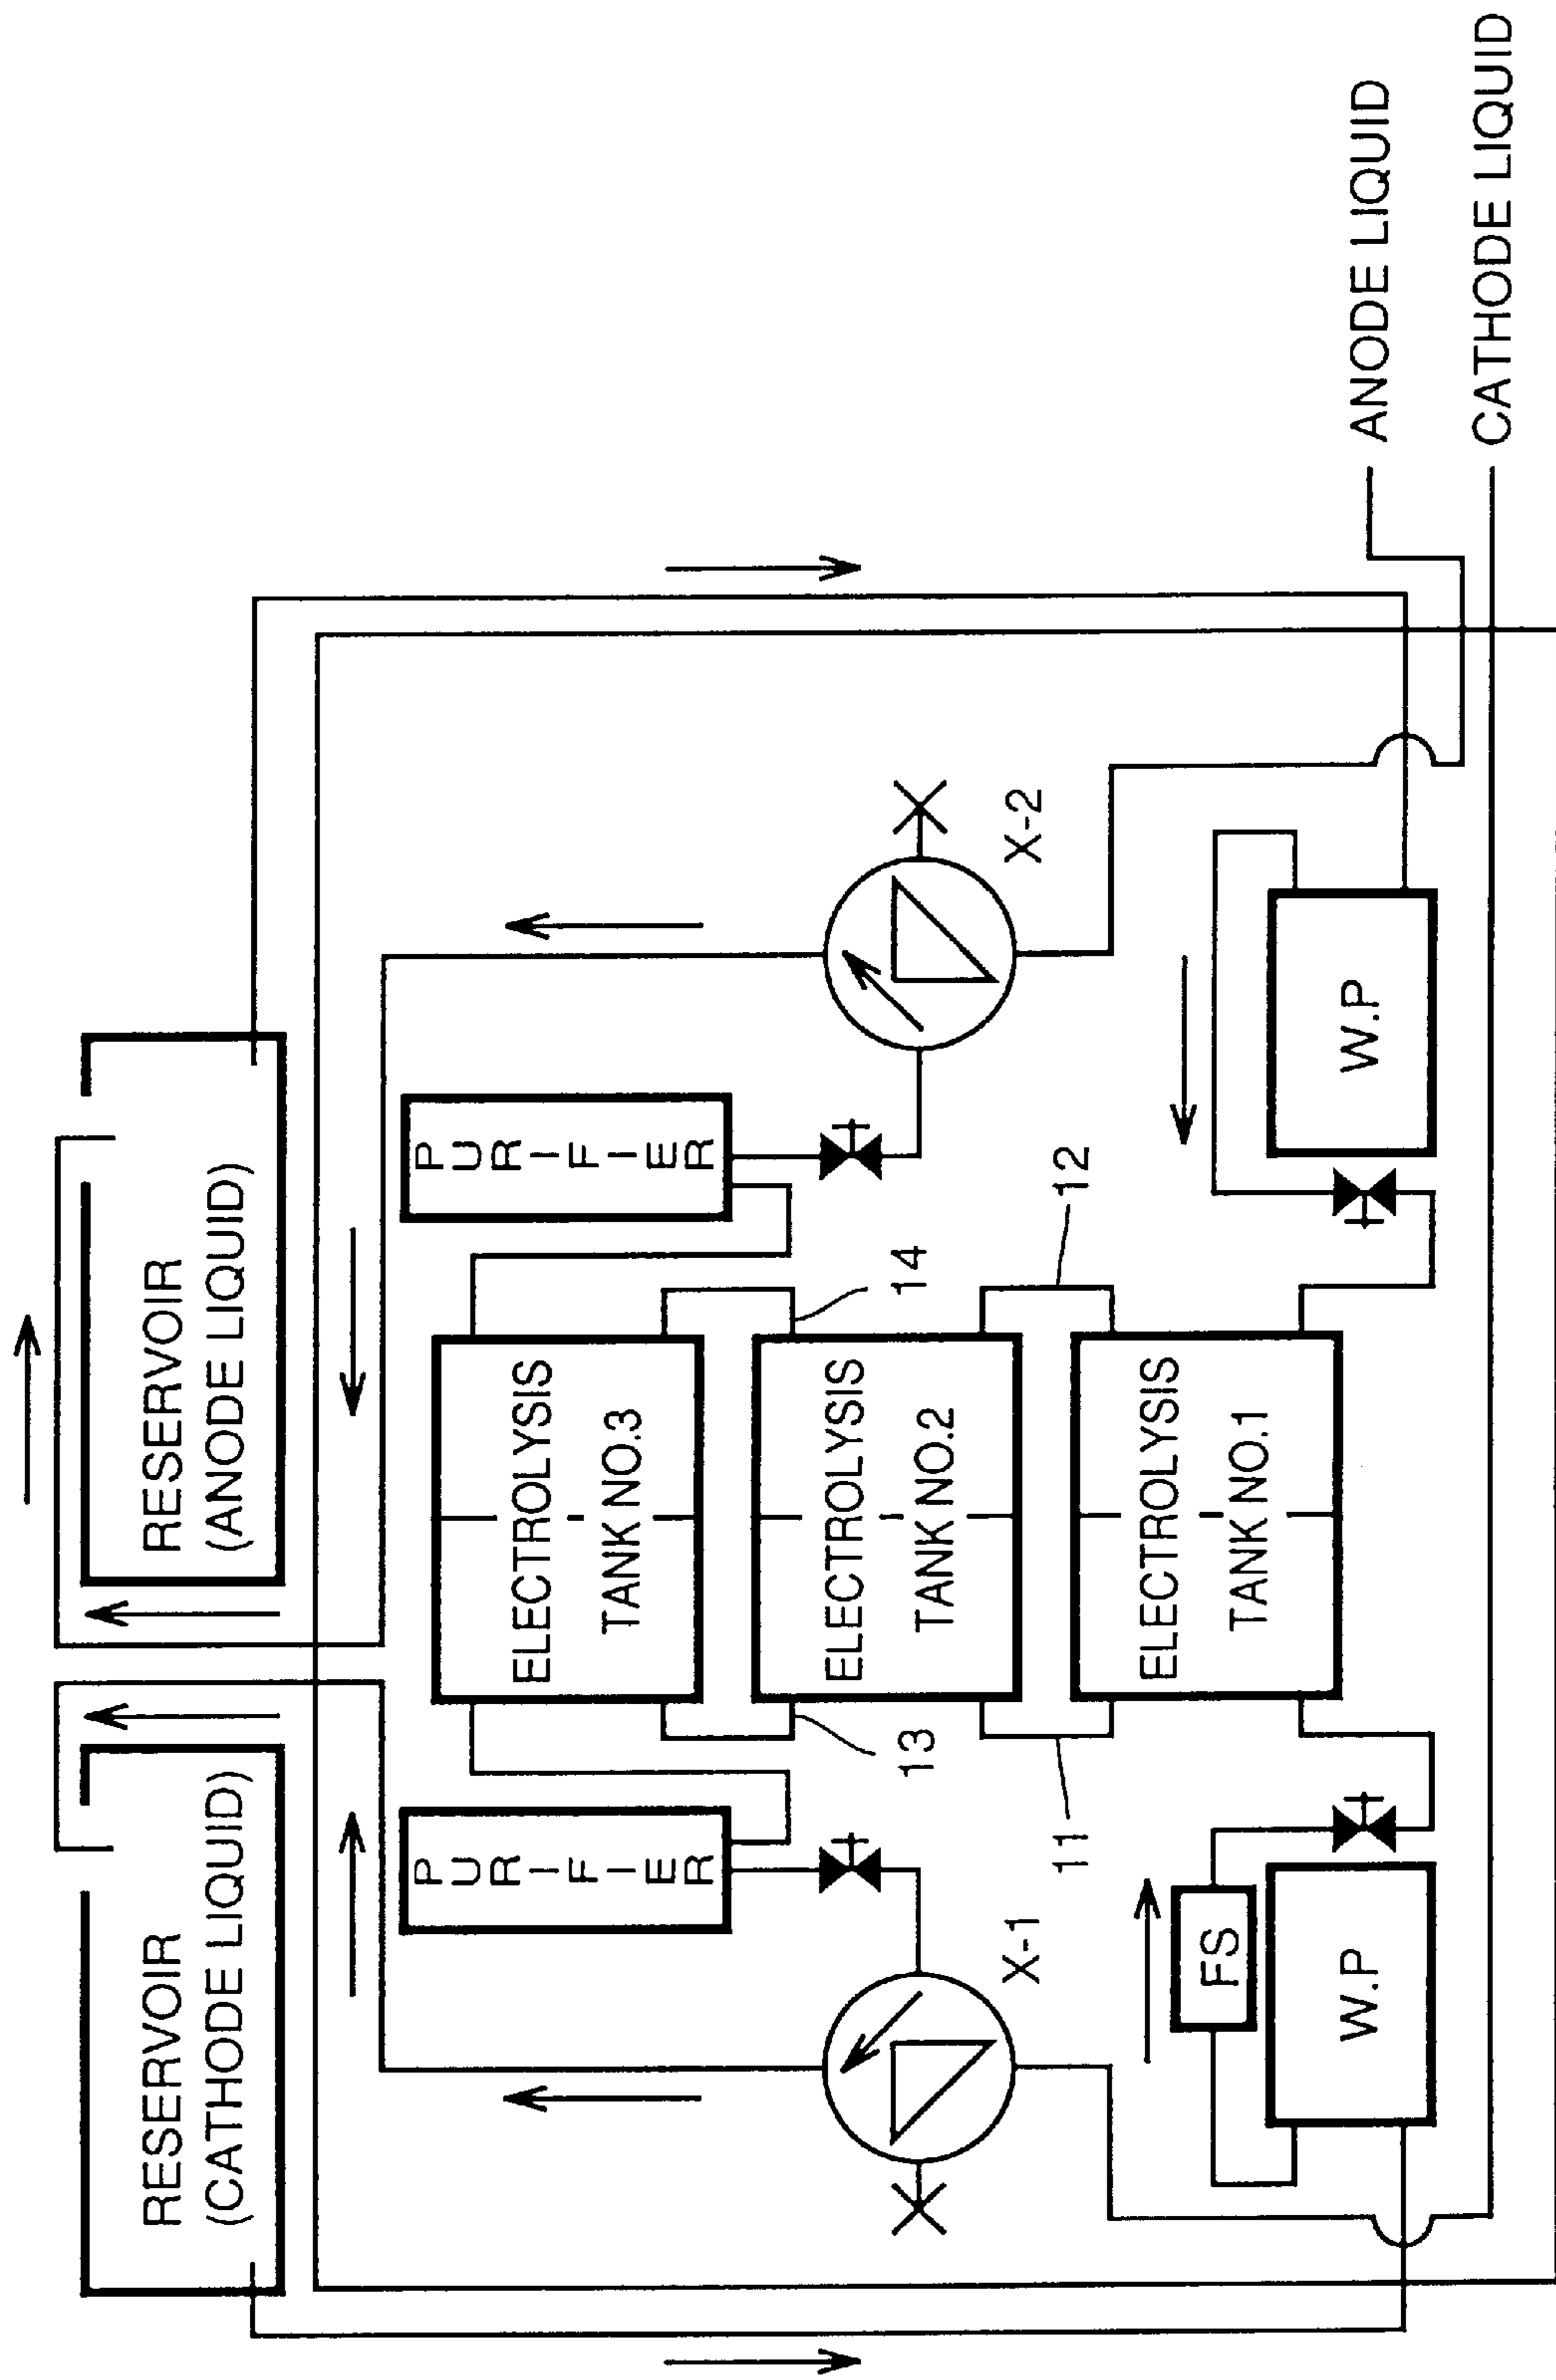 RESERVOIR
(CATHODE LIQUID)
RESERVOIR
(ANODE LIQUID)
PURIFIER
PURIFIER
ELECTROLYSIS
TANK NO.3
13
14
ELECTROLYSIS
TANK NO.2
X-1
X-2
11
12
ELECTROLYSIS
TANK NO.1
FS
W.P
W.P
ANODE LIQUID
CATHODE LIQUID